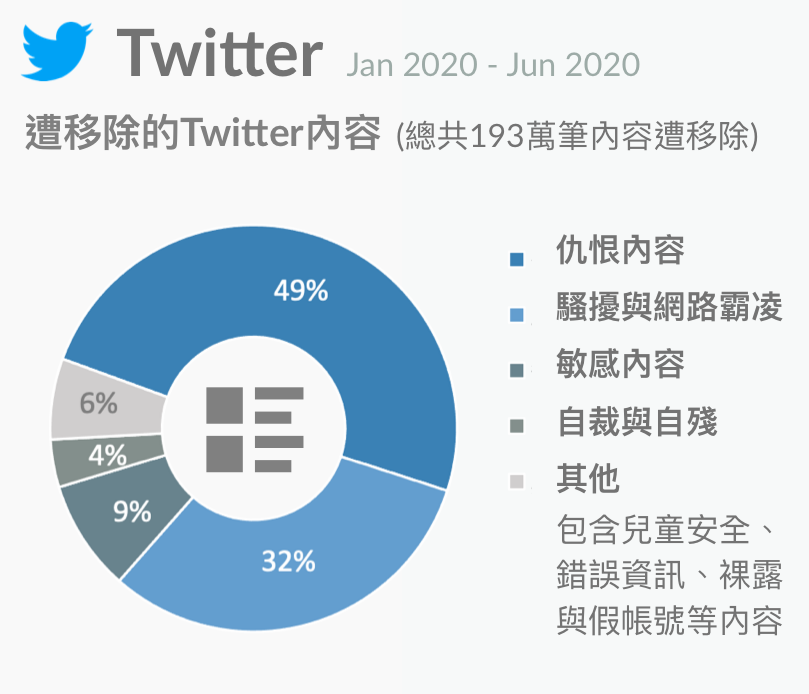 Twitter Jan 2020 - Jun 2020
遭移除的Twitter內容 (總共193萬筆內容遭移除)
49%
6%
4%
9%
32%
仇恨內容
騷擾與網路霸凌
敏感內容
自裁與自殘
其他
包含兒童安全、
錯誤資訊、裸露
與假帳號等內容